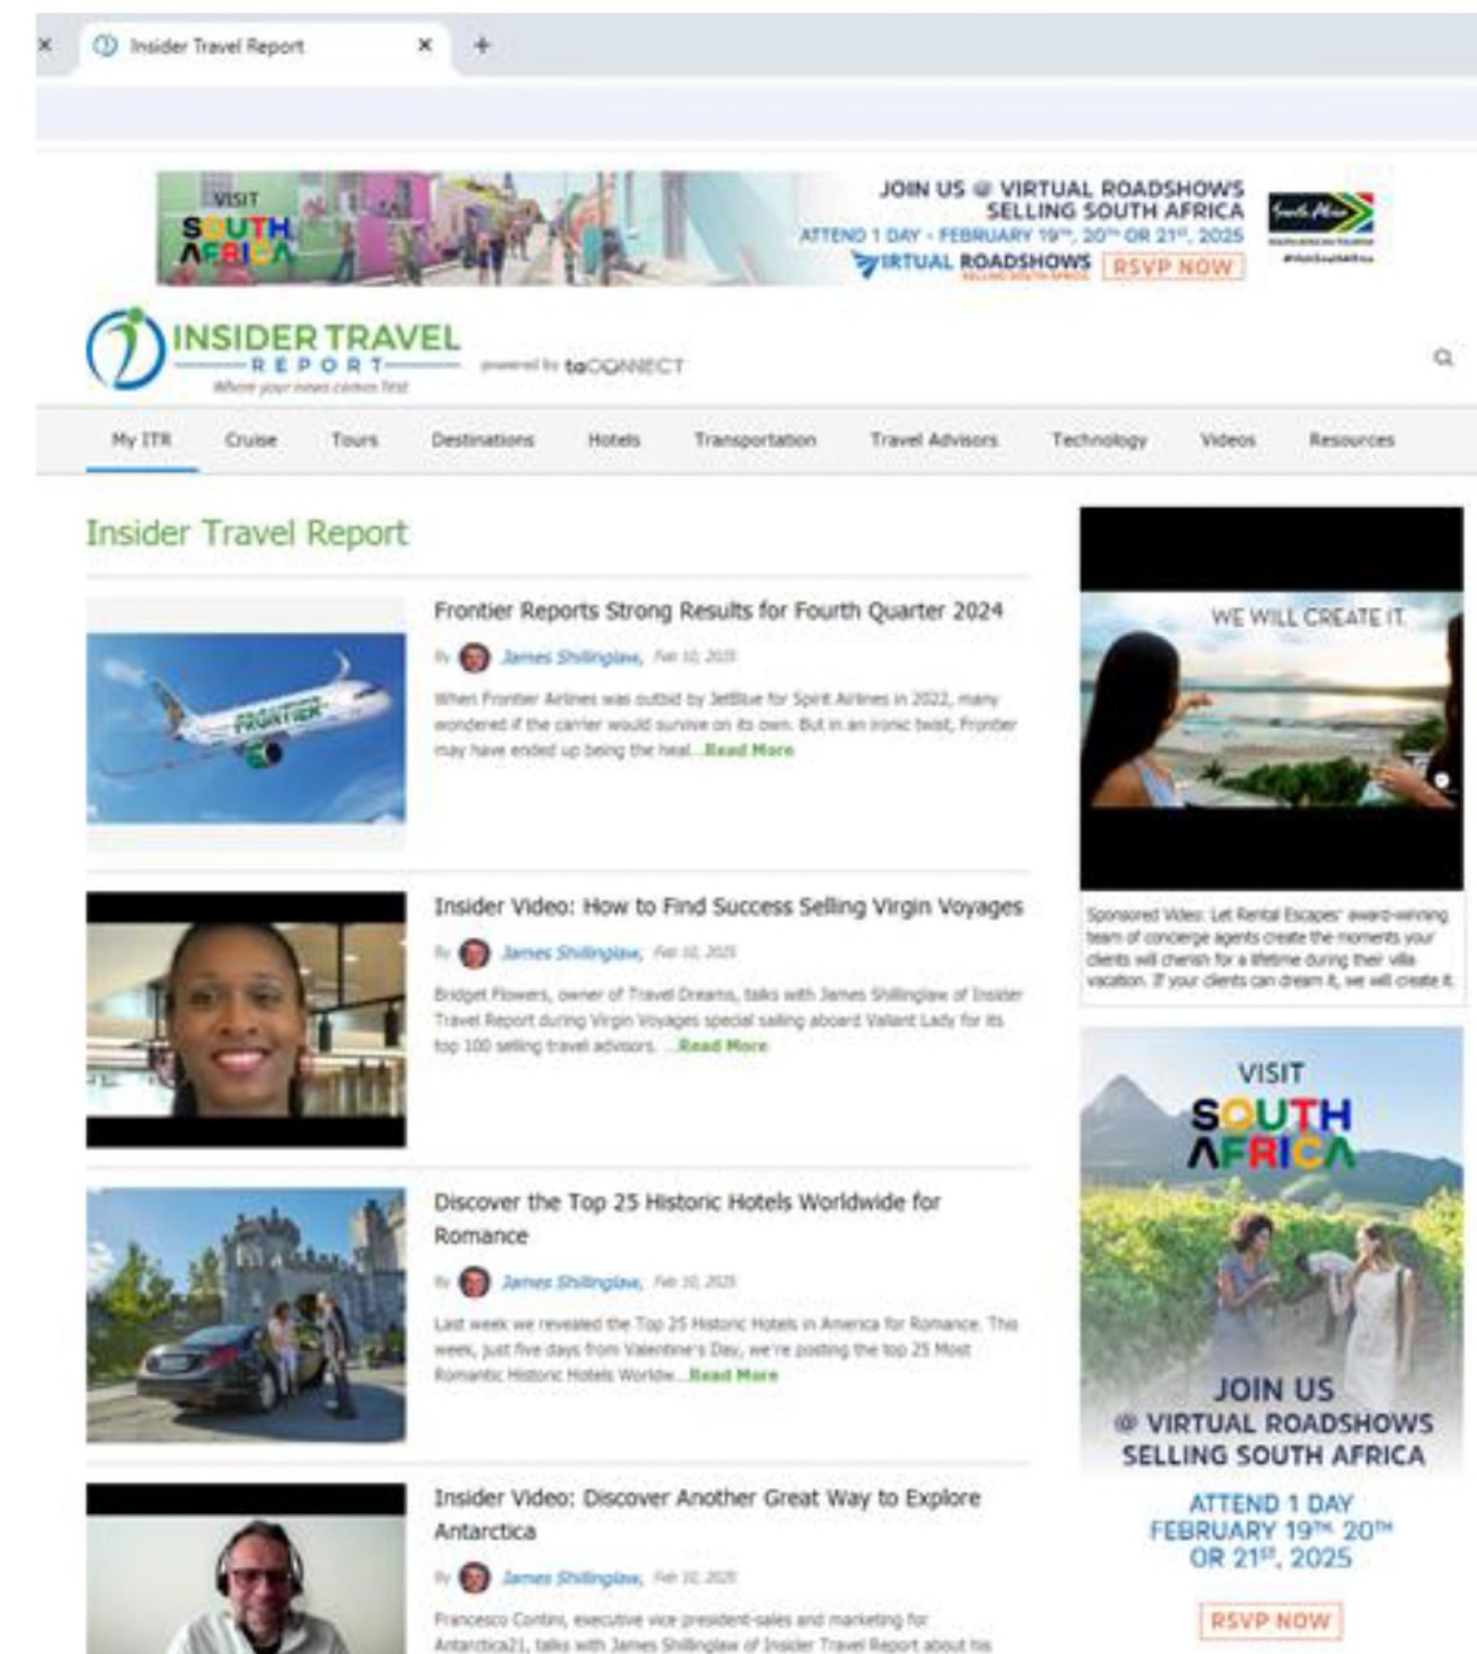 Insider Travel Report
VISIT
SOUTH
AFRICA
JOIN US @ VIRTUAL ROADSHOWS
SELLING SOUTH AFRICA
ATTEND 1 DAY - FEBRUARY 19TH, 20TH OR 21ST, 2025
VIRTUAL ROADSHOWS RSVP NOW
SELLING SOUTH AFRICA
South Africa
SOUTH AFRICAN TOURISM
#VisitSouthAfrica
INSIDER TRAVEL
REPORT
Where your news comes first
powered by taCONNECT
My ITR Cruise Tours Destinations Hotels Transportation Travel Advisors Technology Videos Resources
Insider Travel Report
Frontier Reports Strong Results for Fourth Quarter 2024
By James Shillinglaw, Feb 10, 2025
When Frontier Airlines was outbid by JetBlue for Spirit Airlines in 2022, many
wondered if the carrier would survive on its own. But in an ironic twist, Frontier
may have ended up being the heal...Read More
FRONTIER
Insider Video: How to Find Success Selling Virgin Voyages
By James Shillinglaw, Feb 10, 2025
Bridget Flowers, owner of Travel Dreams, talks with James Shillinglaw of Insider
Travel Report during Virgin Voyages special sailing aboard Valiant Lady for its
top 100 selling travel advisors. ...Read More
Discover the Top 25 Historic Hotels Worldwide for
Romance
By James Shillinglaw, Feb 10, 2025
Last week we revealed the Top 25 Historic Hotels in America for Romance. This
week, just five days from Valentine's Day, we're posting the top 25 Most
Romantic Historic Hotels Worldw...Read More
Insider Video: Discover Another Great Way to Explore
Antarctica
By James Shillinglaw, Feb 10, 2025
Francesco Contini, executive vice president-sales and marketing for
Antarctica21, talks with James Shillinglaw of Insider Travel Report about his
WE WILL CREATE IT.
Sponsored Video: Let Rental Escapes' award-winning
team of concierge agents create the moments your
clients will cherish for a lifetime during their villa
vacation. If your clients can dream it, we will create it.
VISIT
SOUTH
AFRICA
JOIN US
@ VIRTUAL ROADSHOWS
SELLING SOUTH AFRICA
ATTEND 1 DAY
FEBRUARY 19TH, 20TH
OR 21ST, 2025
RSVP NOW